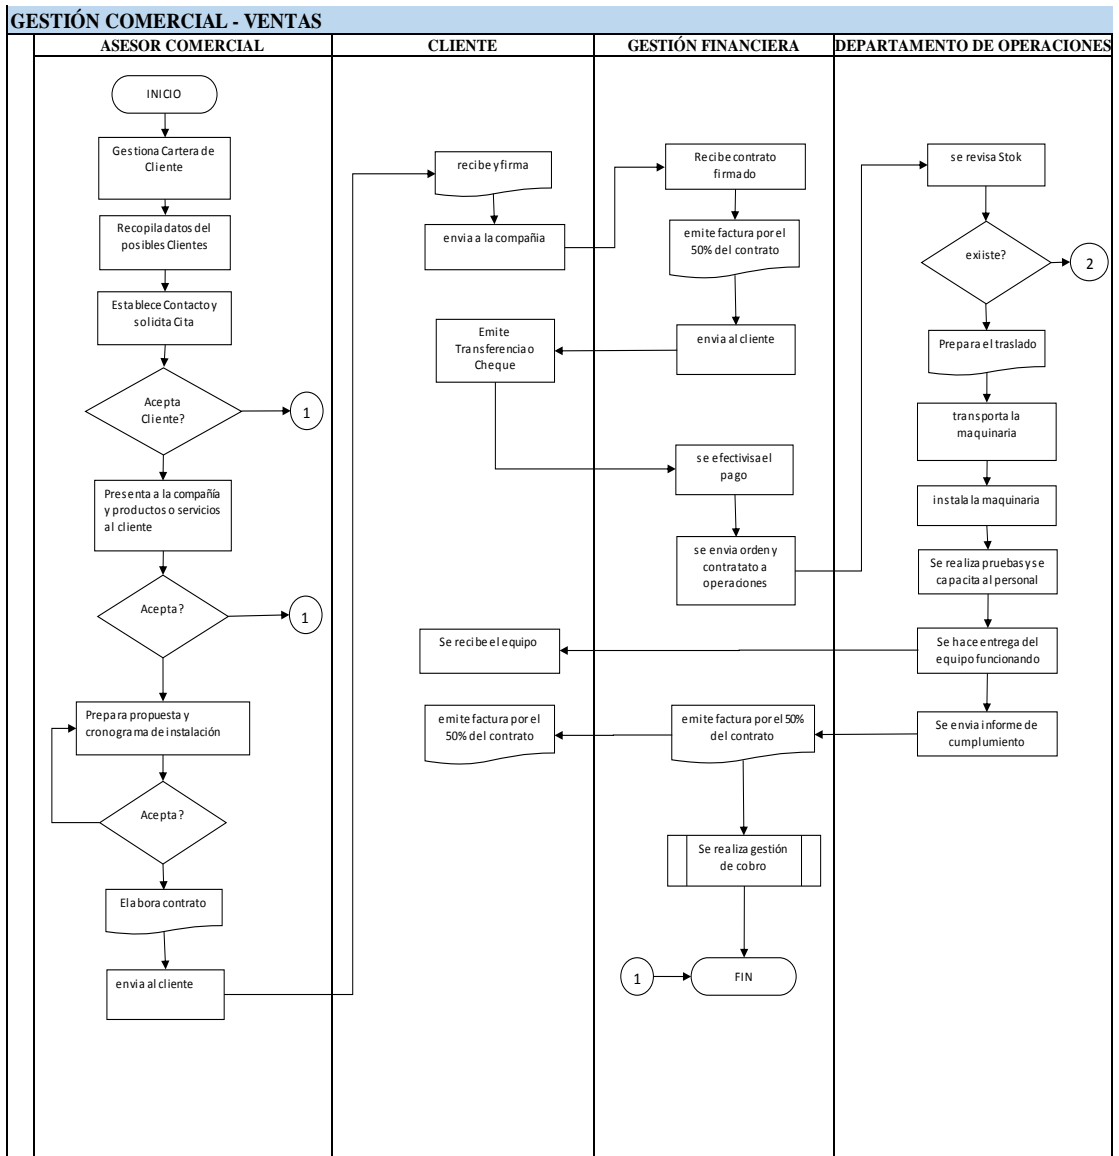 GESTIÓN COMERCIAL - VENTAS
ASESOR COMERCIAL
CLIENTE
GESTIÓN FINANCIERA
DEPARTAMENTO DE OPERACIONES
INICIO
Gestiona Cartera de
Cliente
Recopila datos del
posibles Clientes
Establece Contacto y
solicita Cita
Acepta
Cliente?
1
Presenta a la compañía
y productos o servicios
al cliente
Acepta?
1
Prepara propuesta y
cronograma de instalación
Acepta?
Elabora contrato
envia al cliente
recibe y firma
envia a la compañia
Emite
Transferencia o
Cheque
Se recibe el equipo
emite factura por el
50% del contrato
Recibe contrato
firmado
emite factura por el
50% del contrato
envia al cliente
se efectivisa el
pago
se envia orden y
contratato a
operaciones
emite factura por el 50%
del contrato
Se realiza gestión
de cobro
1
FIN
se revisa Stok
exiiste?
2
Prepara el traslado
transporta la
maquinaria
instala la maquinaria
Se realiza pruebas y se
capacita al personal
Se hace entrega del
equipo funcionando
Se envia informe de
cumplumiento